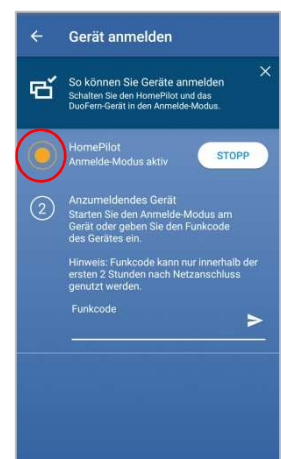 Gerät anmelden
So können Sie Geräte anmelden
Schalten Sie den HomePilot und das
DuoFern-Gerät in den Anmelde-Modus.
HomePilot
Anmelde-Modus aktiv
STOPP
2
Anzumeldendes Gerät
Starten Sie den Anmelde-Modus am
Gerät oder geben Sie den Funkcode
des Gerätes ein.
Hinweis: Funkcode kann nur innerhalb der
ersten 2 Stunden nach Netzanschluss
genutzt werden.
Funkcode